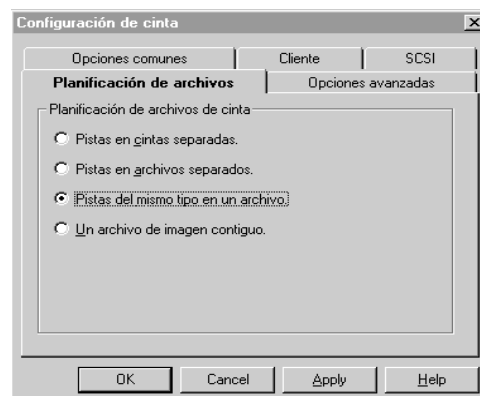 Configuración de cinta
Opciones comunes
Cliente
SCSI
Planificación de archivos
Opciones avanzadas
Planificación de archivos de cinta
Pistas en cintas separadas.
Pistas en archivos separados.
Pistas del mismo tipo en un archivo.
Un archivo de imagen contiguo.
OK
Cancel
Apply
Help